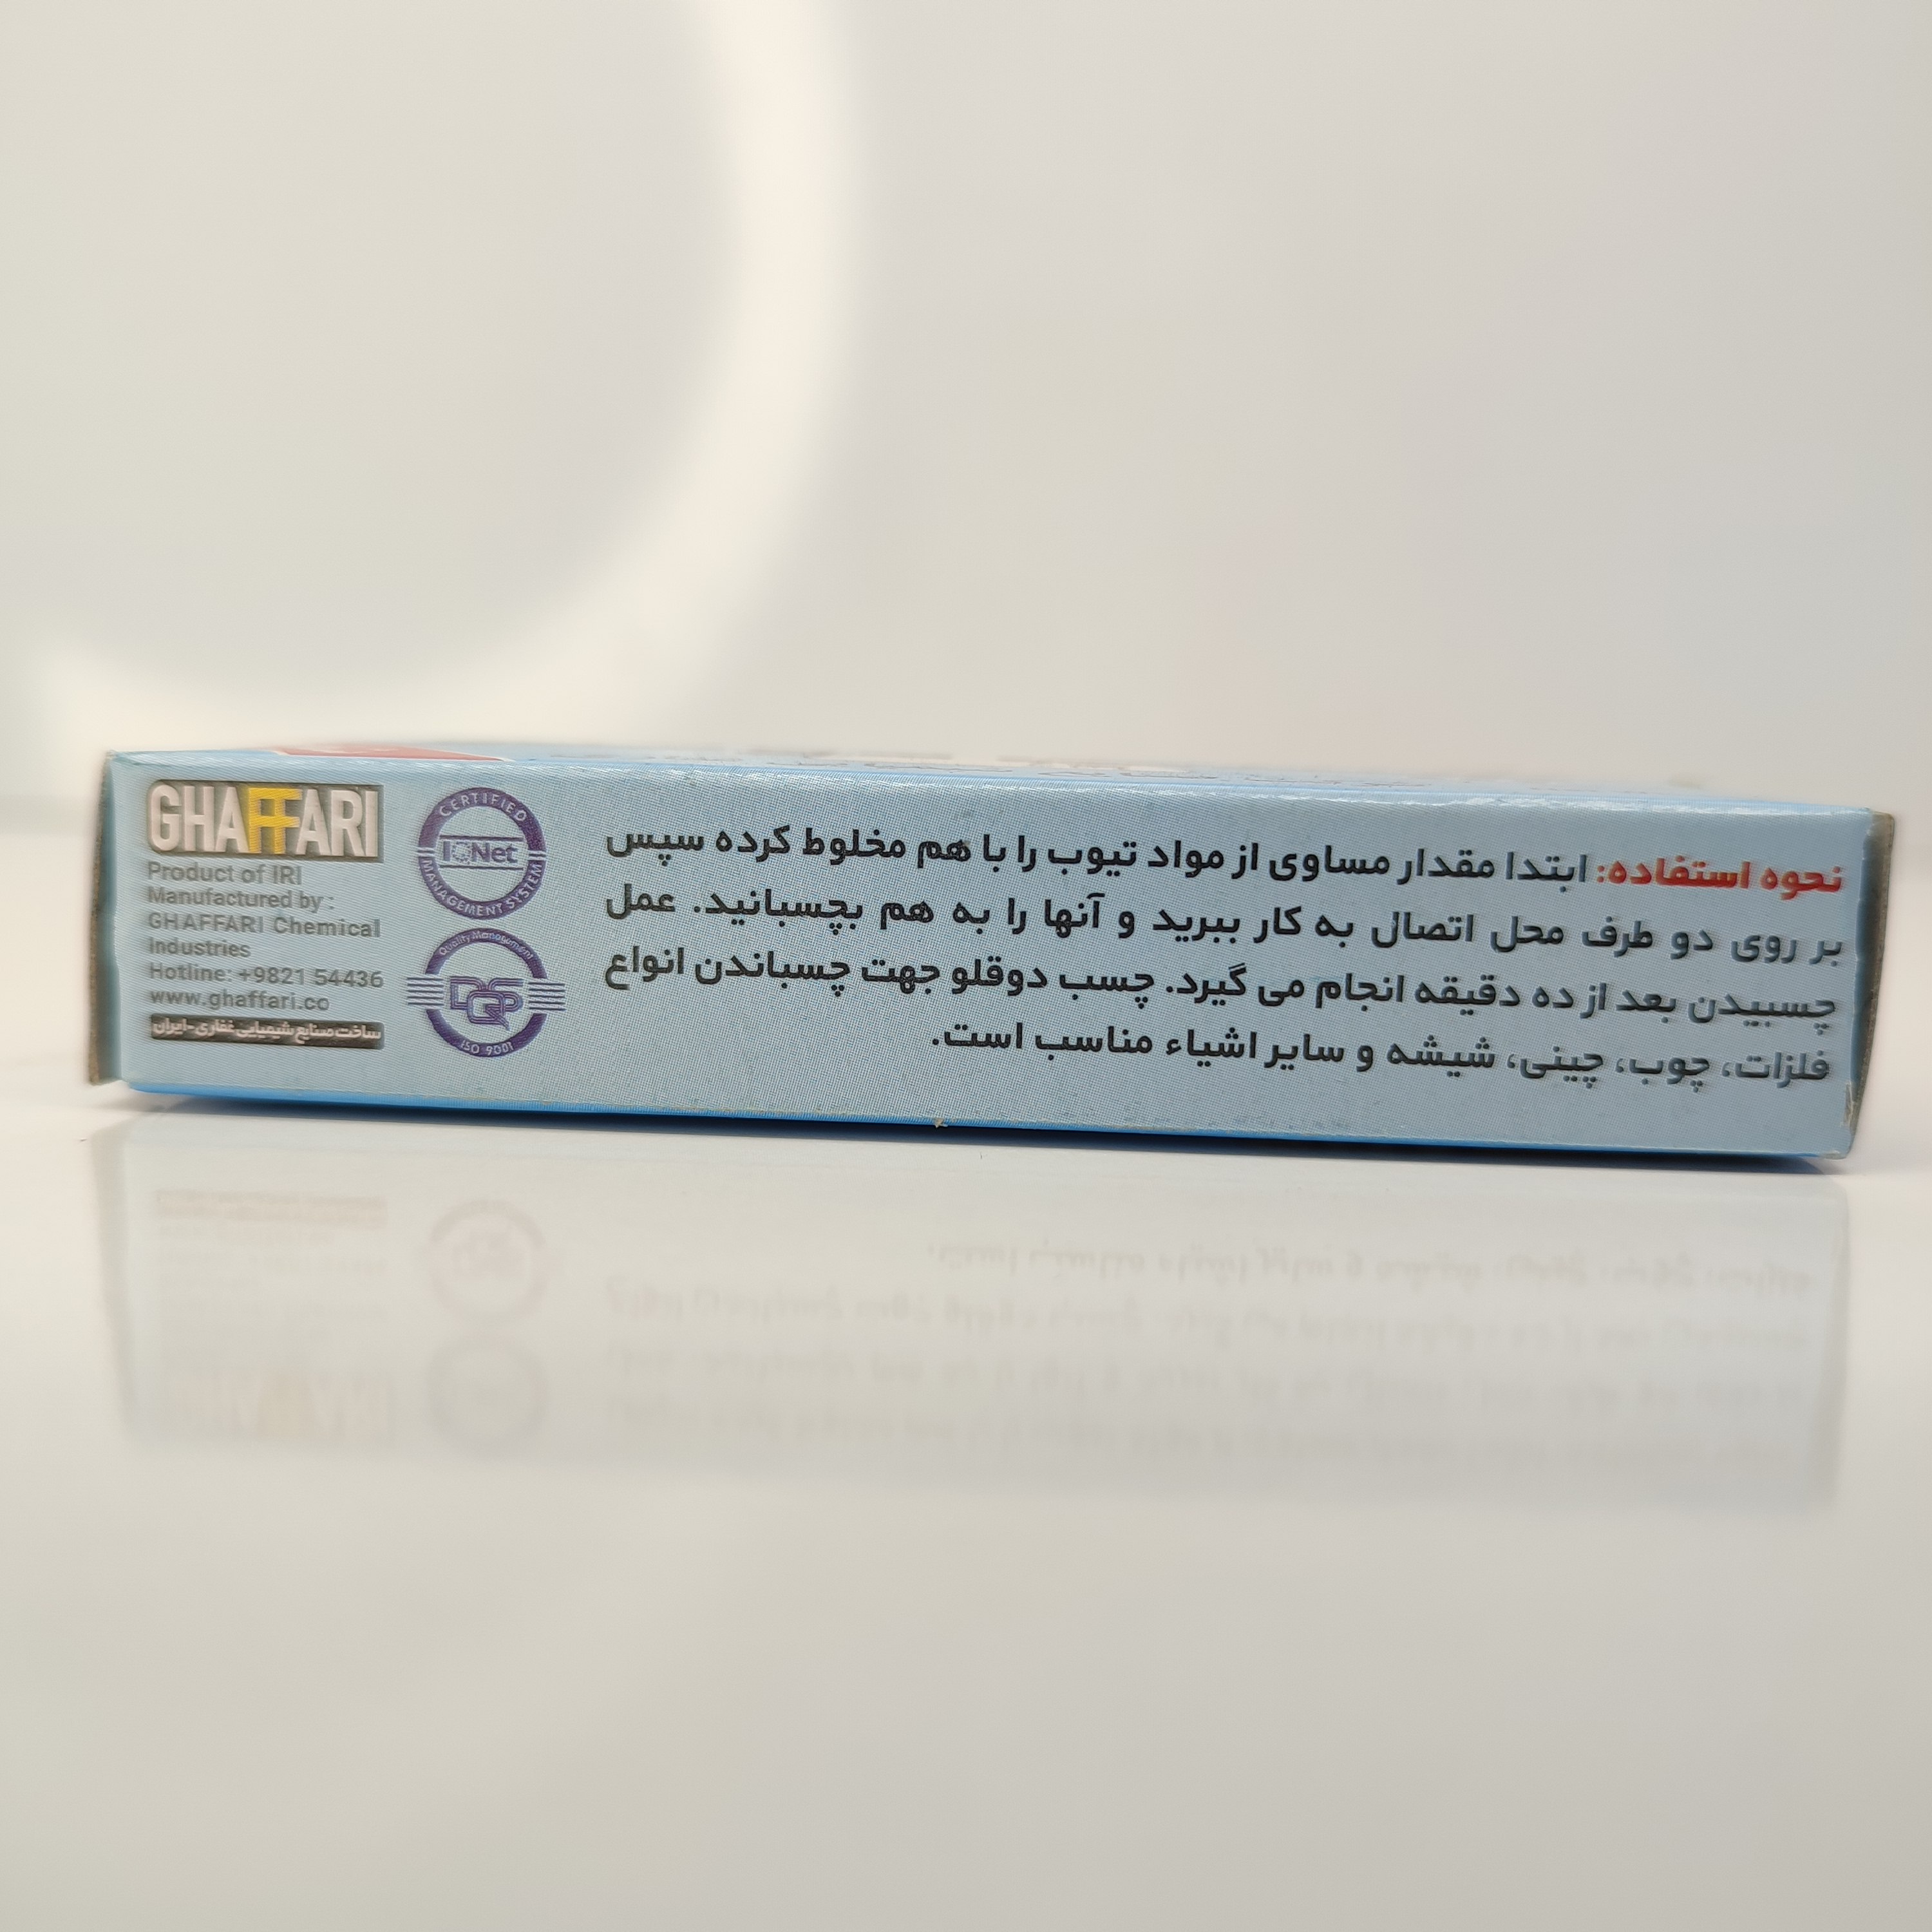 GHAFFARI
Product of IRI
Manufactured by :
GHAFFARI Chemical
Industries
Hotline: +9821 54436
www.ghaffari.co
ساخت صنایع شیمیایی غفاری-ایران
CERTIFIED
IQNet
MANAGEMENT SYSTEM
Quality Management
DQS
ISO 9001
نحوه استفاده: ابتدا مقدار مساوی از مواد تیوب را با هم مخلوط کرده سپس
بر روی دو طرف محل اتصال به کار ببرید و آنها را به هم بچسبانید. عمل
چسبیدن بعد از ده دقیقه انجام می گیرد. چسب دوقلو جهت چسباندن انواع
فلزات، چوب، چینی، شیشه و سایر اشیاء مناسب است.